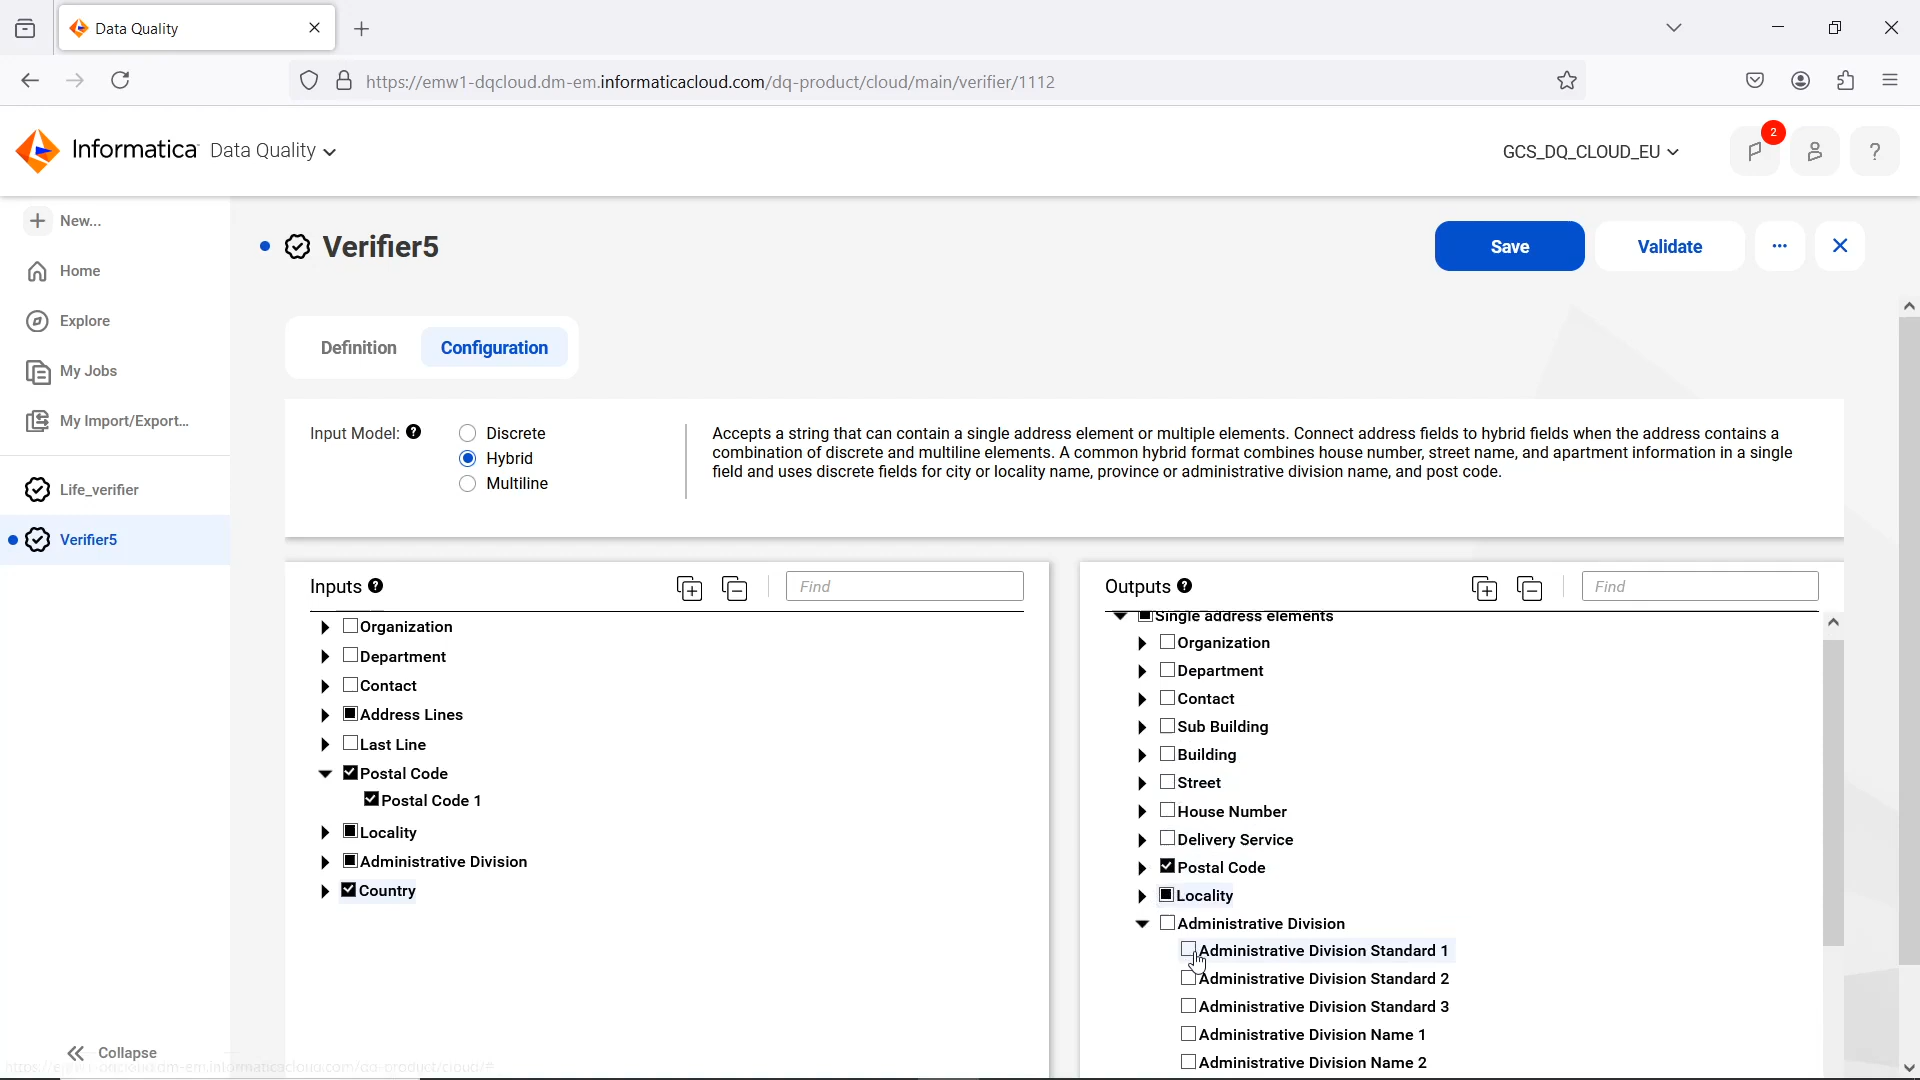 Data Quality
https://emw1-dqcloud.dm-em.informaticacloud.com/dq-product/cloud/main/verifier/1112
Informatica Data Quality
GCS_DQ_CLOUD_EU
2
?
New...
Home
Explore
My Jobs
My Import/Export...
Life_verifier
Verifier5
Collapse
Verifier5
Save
Validate
Definition
Configuration
Input Model: ?
Discrete
Hybrid
Multiline
Accepts a string that can contain a single address element or multiple elements. Connect address fields to hybrid fields when the address contains a
combination of discrete and multiline elements. A common hybrid format combines house number, street name, and apartment information in a single
field and uses discrete fields for city or locality name, province or administrative division name, and post code.
Inputs ?
Find
Organization
Department
Contact
Address Lines
Last Line
Postal Code
Postal Code 1
Locality
Administrative Division
Country
Outputs ?
Find
Single address elements
Organization
Department
Contact
Sub Building
Building
Street
House Number
Delivery Service
Postal Code
Locality
Administrative Division
Administrative Division Standard 1
Administrative Division Standard 2
Administrative Division Standard 3
Administrative Division Name 1
Administrative Division Name 2